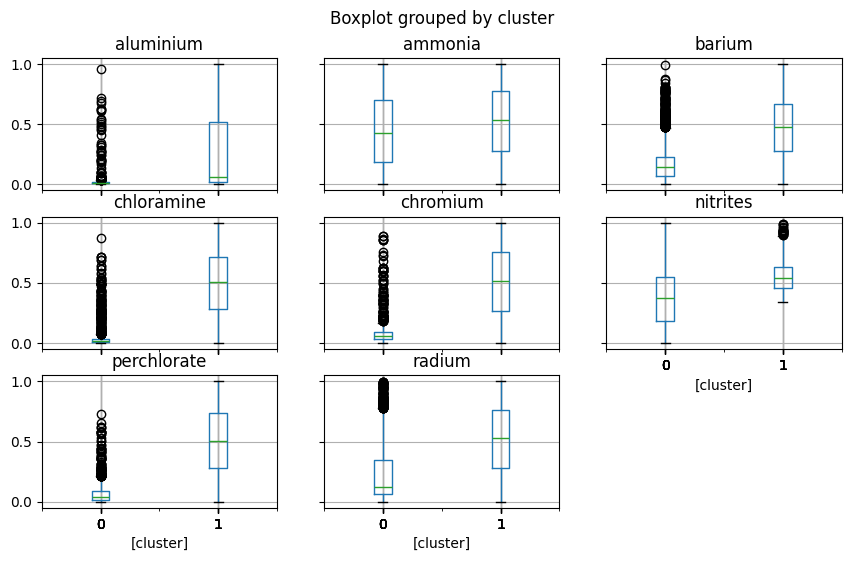 Boxplot grouped by cluster
aluminium
ammonia
barium
1.0
0.5
0.0
chloramine
chromium
nitrites
1.0
0.5
0.0
0
1
[cluster]
perchlorate
radium
1.0
0.5
0.0
0
1
0
1
[cluster]
[cluster]